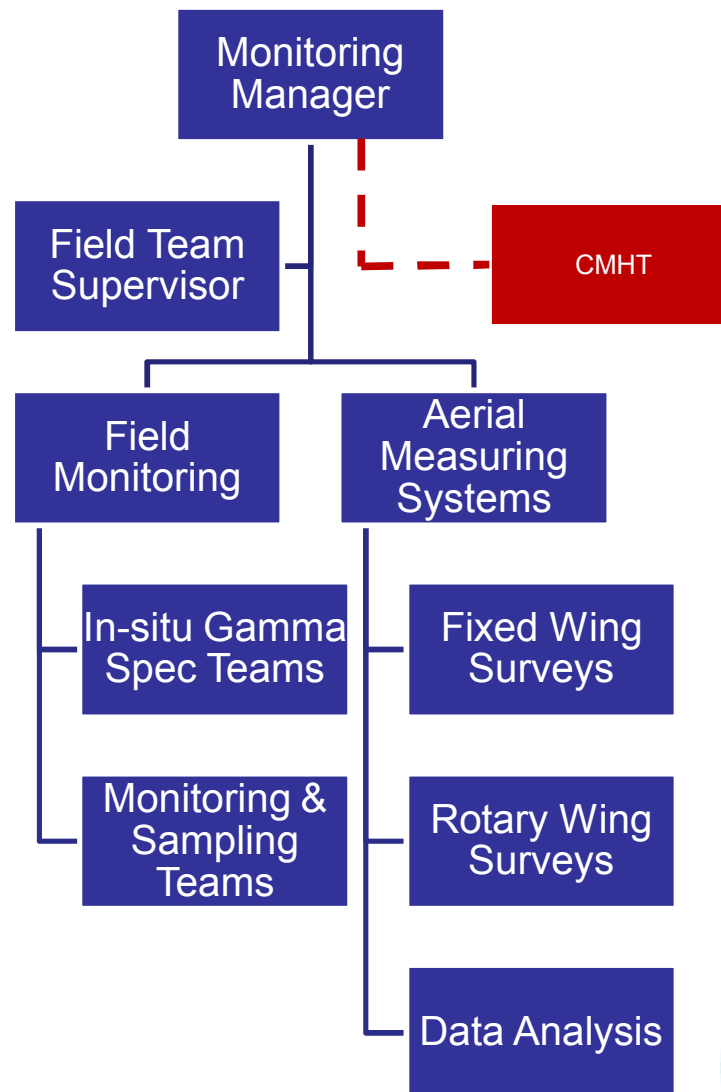 Monitoring
Manager
Field Team
Supervisor
CMHT
Field
Monitoring
Aerial
Measuring
Systems
In-situ Gamma
Spec Teams
Fixed Wing
Surveys
Monitoring &
Sampling
Teams
Rotary Wing
Surveys
Data Analysis